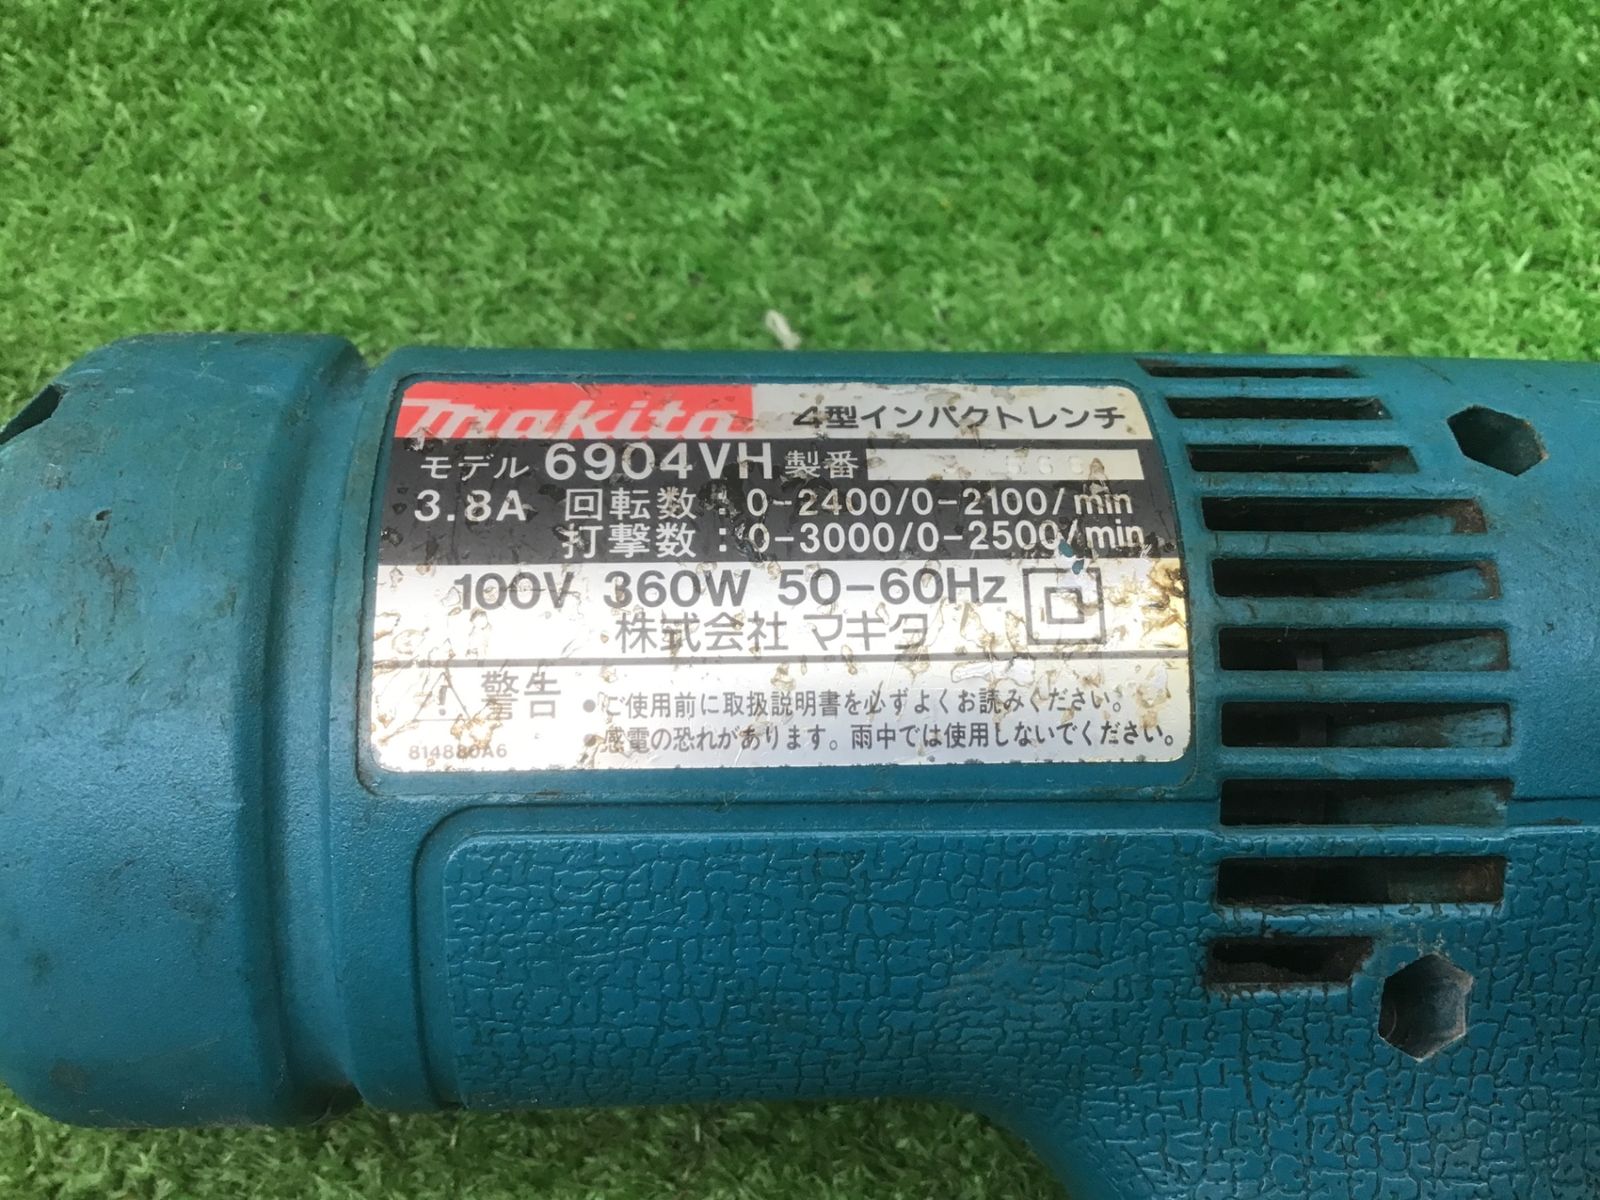 makita 4型インパクトレンチ
モデル 6904VH 製番
3.8A 回転数:0-2400/0-2100/min
打撃数:0-3000/0-2500/min
100V 360W 50-60Hz
株式会社 マキタ
警告
●ご使用前に取扱説明書を必ずよくお読みください。
●感電の恐れがあります。雨中では使用しないでください。
814880A6